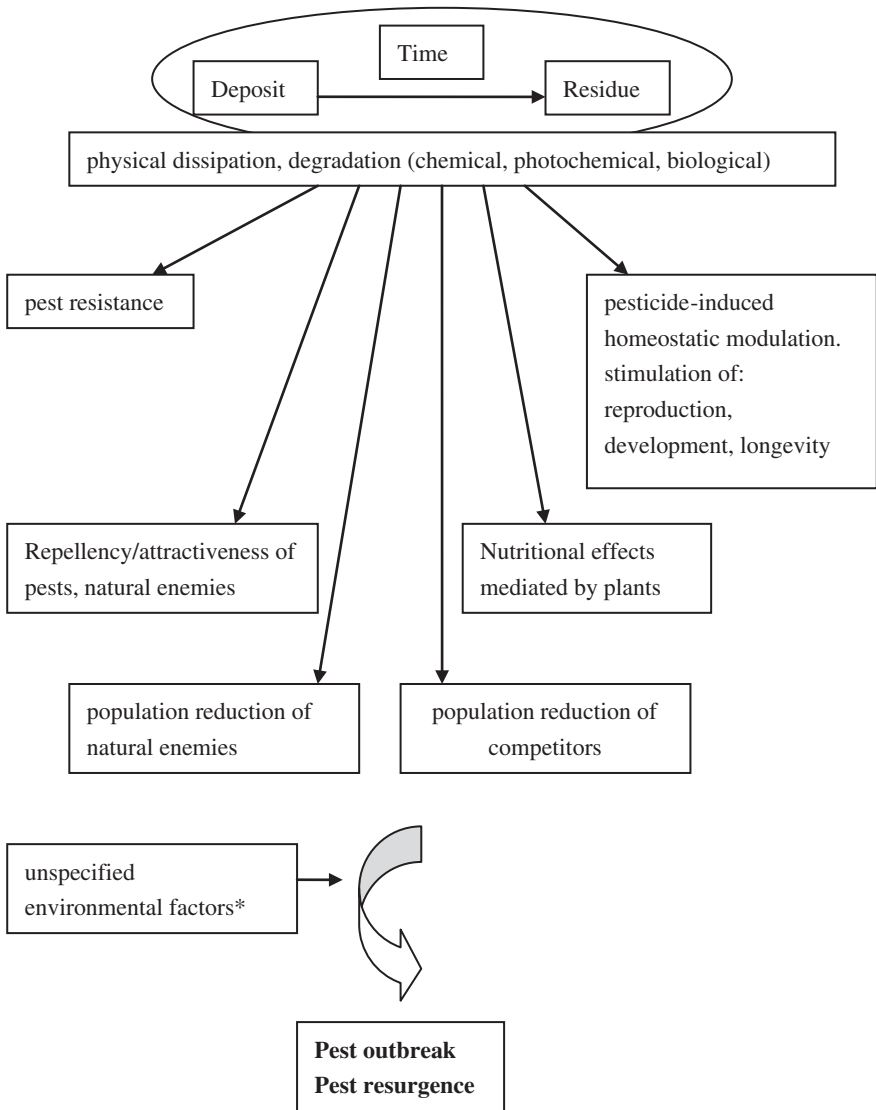 Time
Deposit
Residue
physical dissipation, degradation (chemical, photochemical, biological)
pest resistance
pesticide-induced
homeostatic modulation.
stimulation of:
reproduction,
development, longevity
Repellency/attractiveness of
pests, natural enemies
Nutritional effects
mediated by plants
population reduction of
natural enemies
population reduction of
competitors
unspecified
environmental factors*
Pest outbreak
Pest resurgence